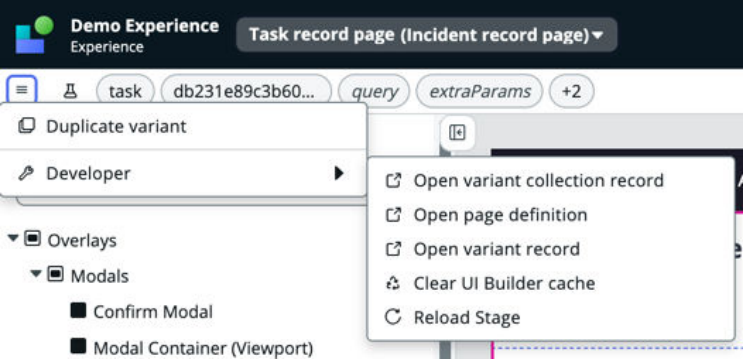 Demo Experience
Experience
Task record page (Incident record page)
task
db231e89c3b60...
query
extraParams
+2
Duplicate variant
Developer
Open variant collection record
Open page definition
Open variant record
Clear UI Builder cache
Reload Stage
Overlays
Modals
Confirm Modal
Modal Container (Viewport)